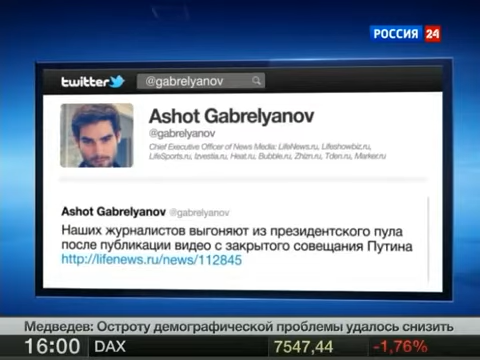 РОССИЯ 24
twitter @gabrelyanov
Ashot Gabrelyanov
@gabrelyanov
Chief Executive Officer of News Media: LifeNews.ru, Lifeshowbiz.ru,
LifeSports.ru, Izvestia.ru, Heat.ru, Bubble.ru, Zhizn.ru, Tden.ru, Marker.ru
Ashot Gabrelyanov @gabrelyanov
Наших журналистов выгоняют из президентского пула
после публикации видео с закрытого совещания Путина
http://lifenews.ru/news/112845
Медведев: Остроту демографической проблемы удалось снизить
16:00 DAX 7547,44 -1,76%